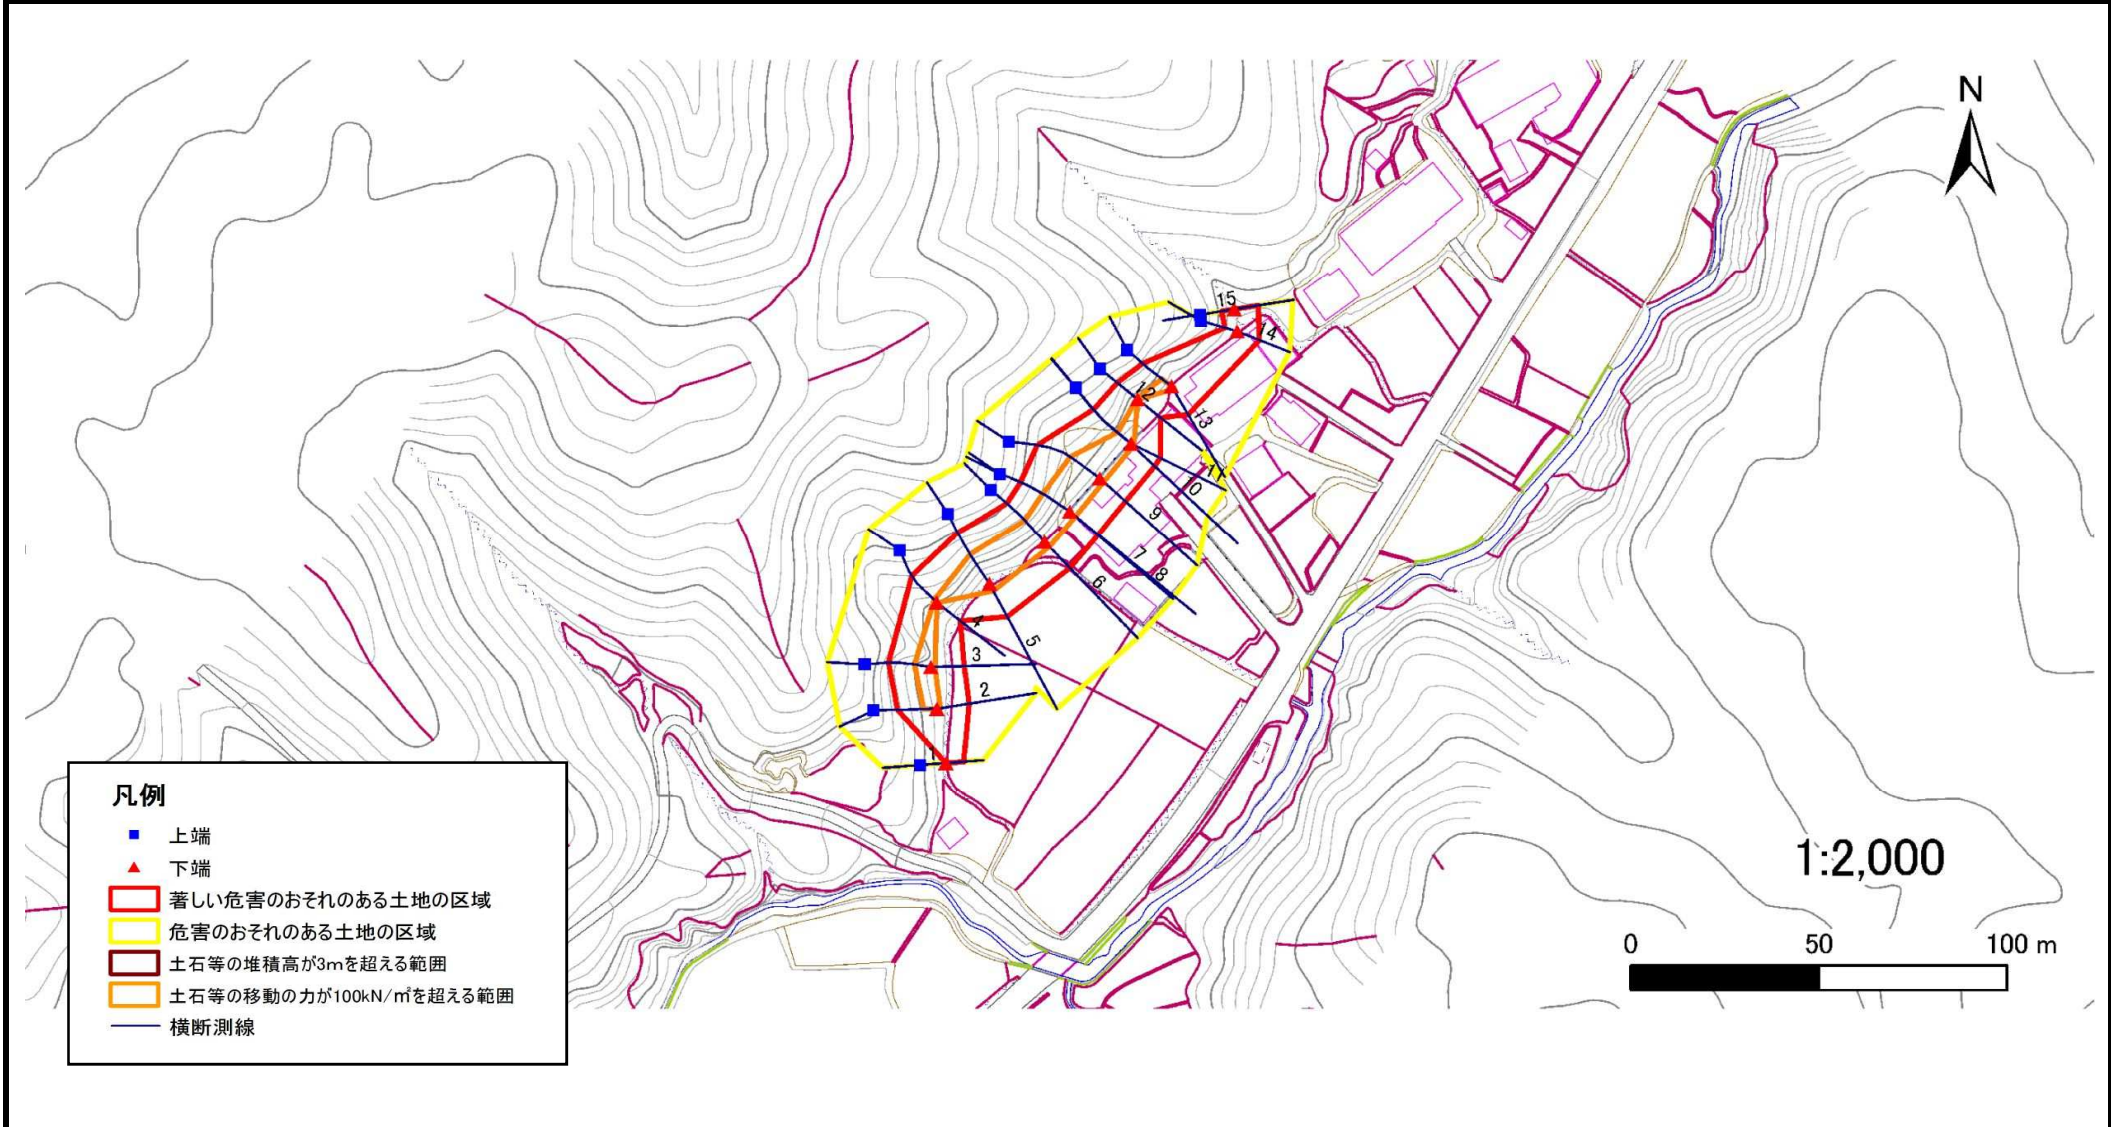 N
15
14
12
13
11
10
9
7
8
6
4
5
3
2
1
凡例
上端
下端
著しい危害のおそれのある土地の区域
危害のおそれのある土地の区域
土石等の堆積高が3mを超える範囲
土石等の移動の力が100kN/㎡を超える範囲
横断測線
1:2,000
0 50 100 m